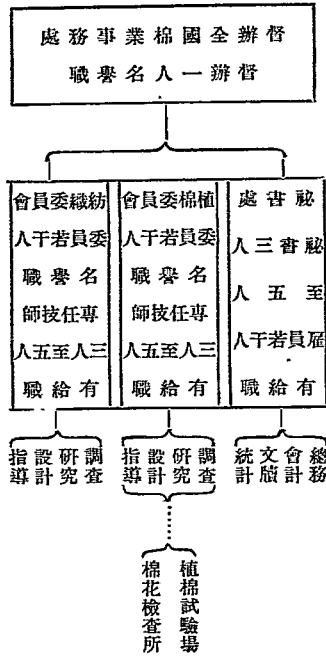 督辦全國棉業事務處
督辦一人名譽職
祕書處
祕書三人
至五人
雇員若干人
有給職
植棉委員會
委員若干人
名譽職
專任技師
三人至五人
有給職
紡織委員會
委員若干人
名譽職
專任技師
三人至五人
有給職
總務
會計
文牘
統計
調查
研究
設計
指導
調查
研究
設計
指導
植棉試驗場
棉花檢查所